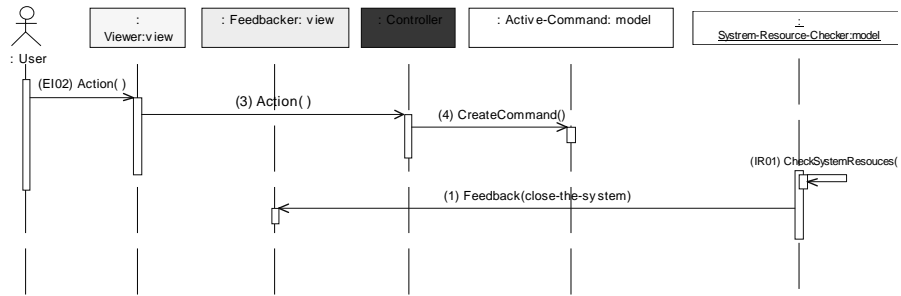 :
Viewer:view
: Feedbacker: view
: Controller
: Active-Command: model
:
Systrem-Resource-Checker:model
: User
(EI02) Action( )
(3) Action( )
(4) CreateCommand()
(IR01) CheckSystemResouces(
(1) Feedback(close-the-system)